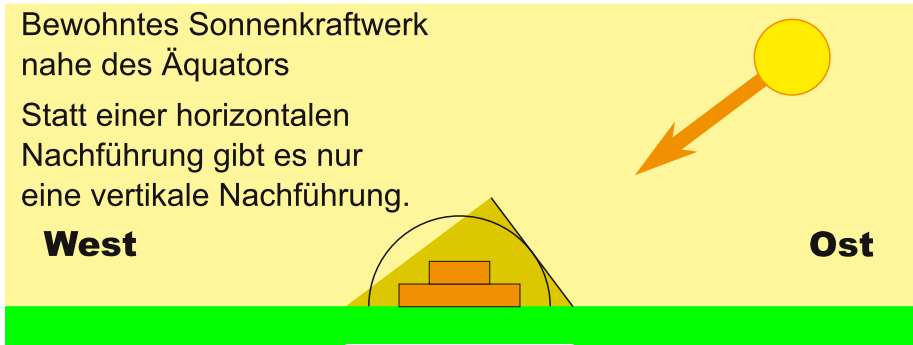 Bewohntes Sonnenkraftwerk
nahe des Äquators
Statt einer horizontalen
Nachführung gibt es nur
eine vertikale Nachführung.
West
Ost